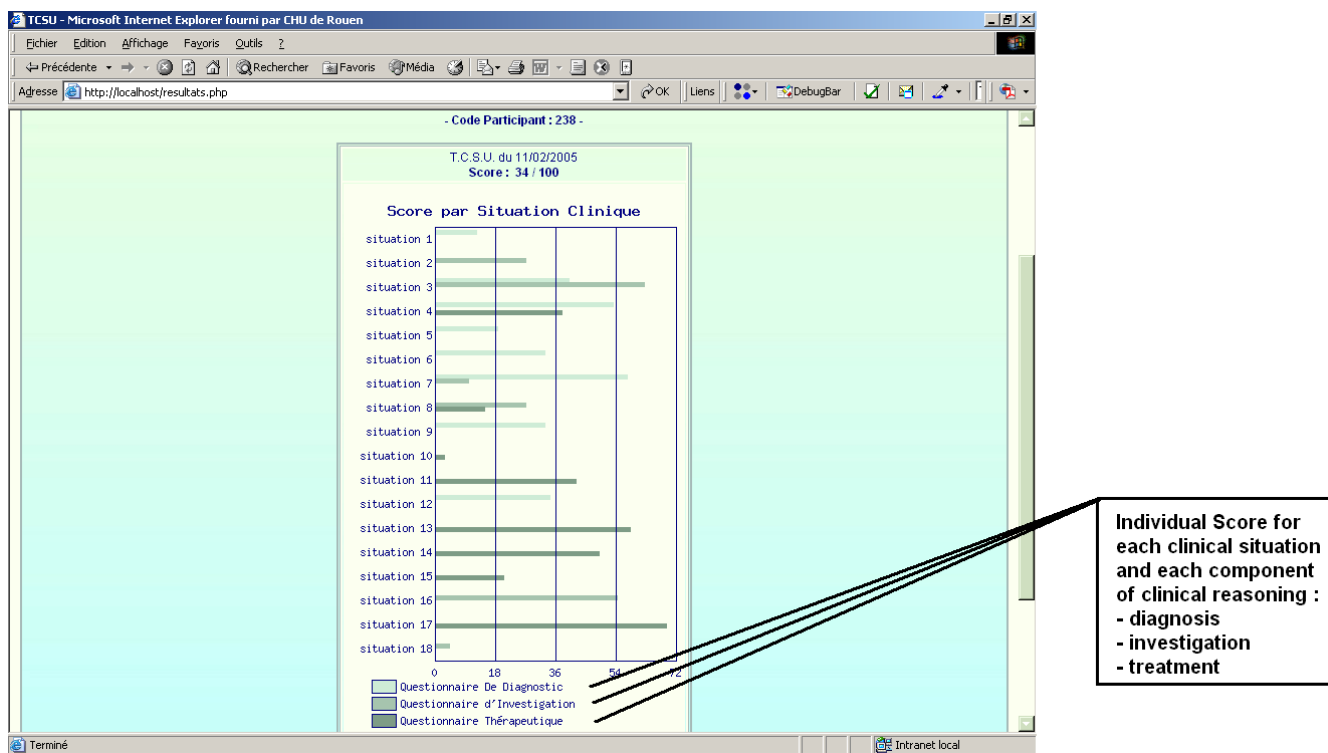 TCSU - Microsoft Internet Explorer fourni par CHU de Rouen
Fichier Edition Affichage Favoris Outils ?
Précédente Rechercher Favoris Média
Adresse http://localhost/resultats.php OK Liens DebugBar
- Code Participant : 238 -
T.C.S.U. du 11/02/2005
Score : 34 / 100
Score par Situation Clinique
situation 1
situation 2
situation 3
situation 4
situation 5
situation 6
situation 7
situation 8
situation 9
situation 10
situation 11
situation 12
situation 13
situation 14
situation 15
situation 16
situation 17
situation 18
0 18 36 54 72
Questionnaire De Diagnostic
Questionnaire d'Investigation
Questionnaire Thérapeutique
Individual Score for
each clinical situation
and each component
of clinical reasoning :
- diagnosis
- investigation
- treatment
Terminé Intranet local